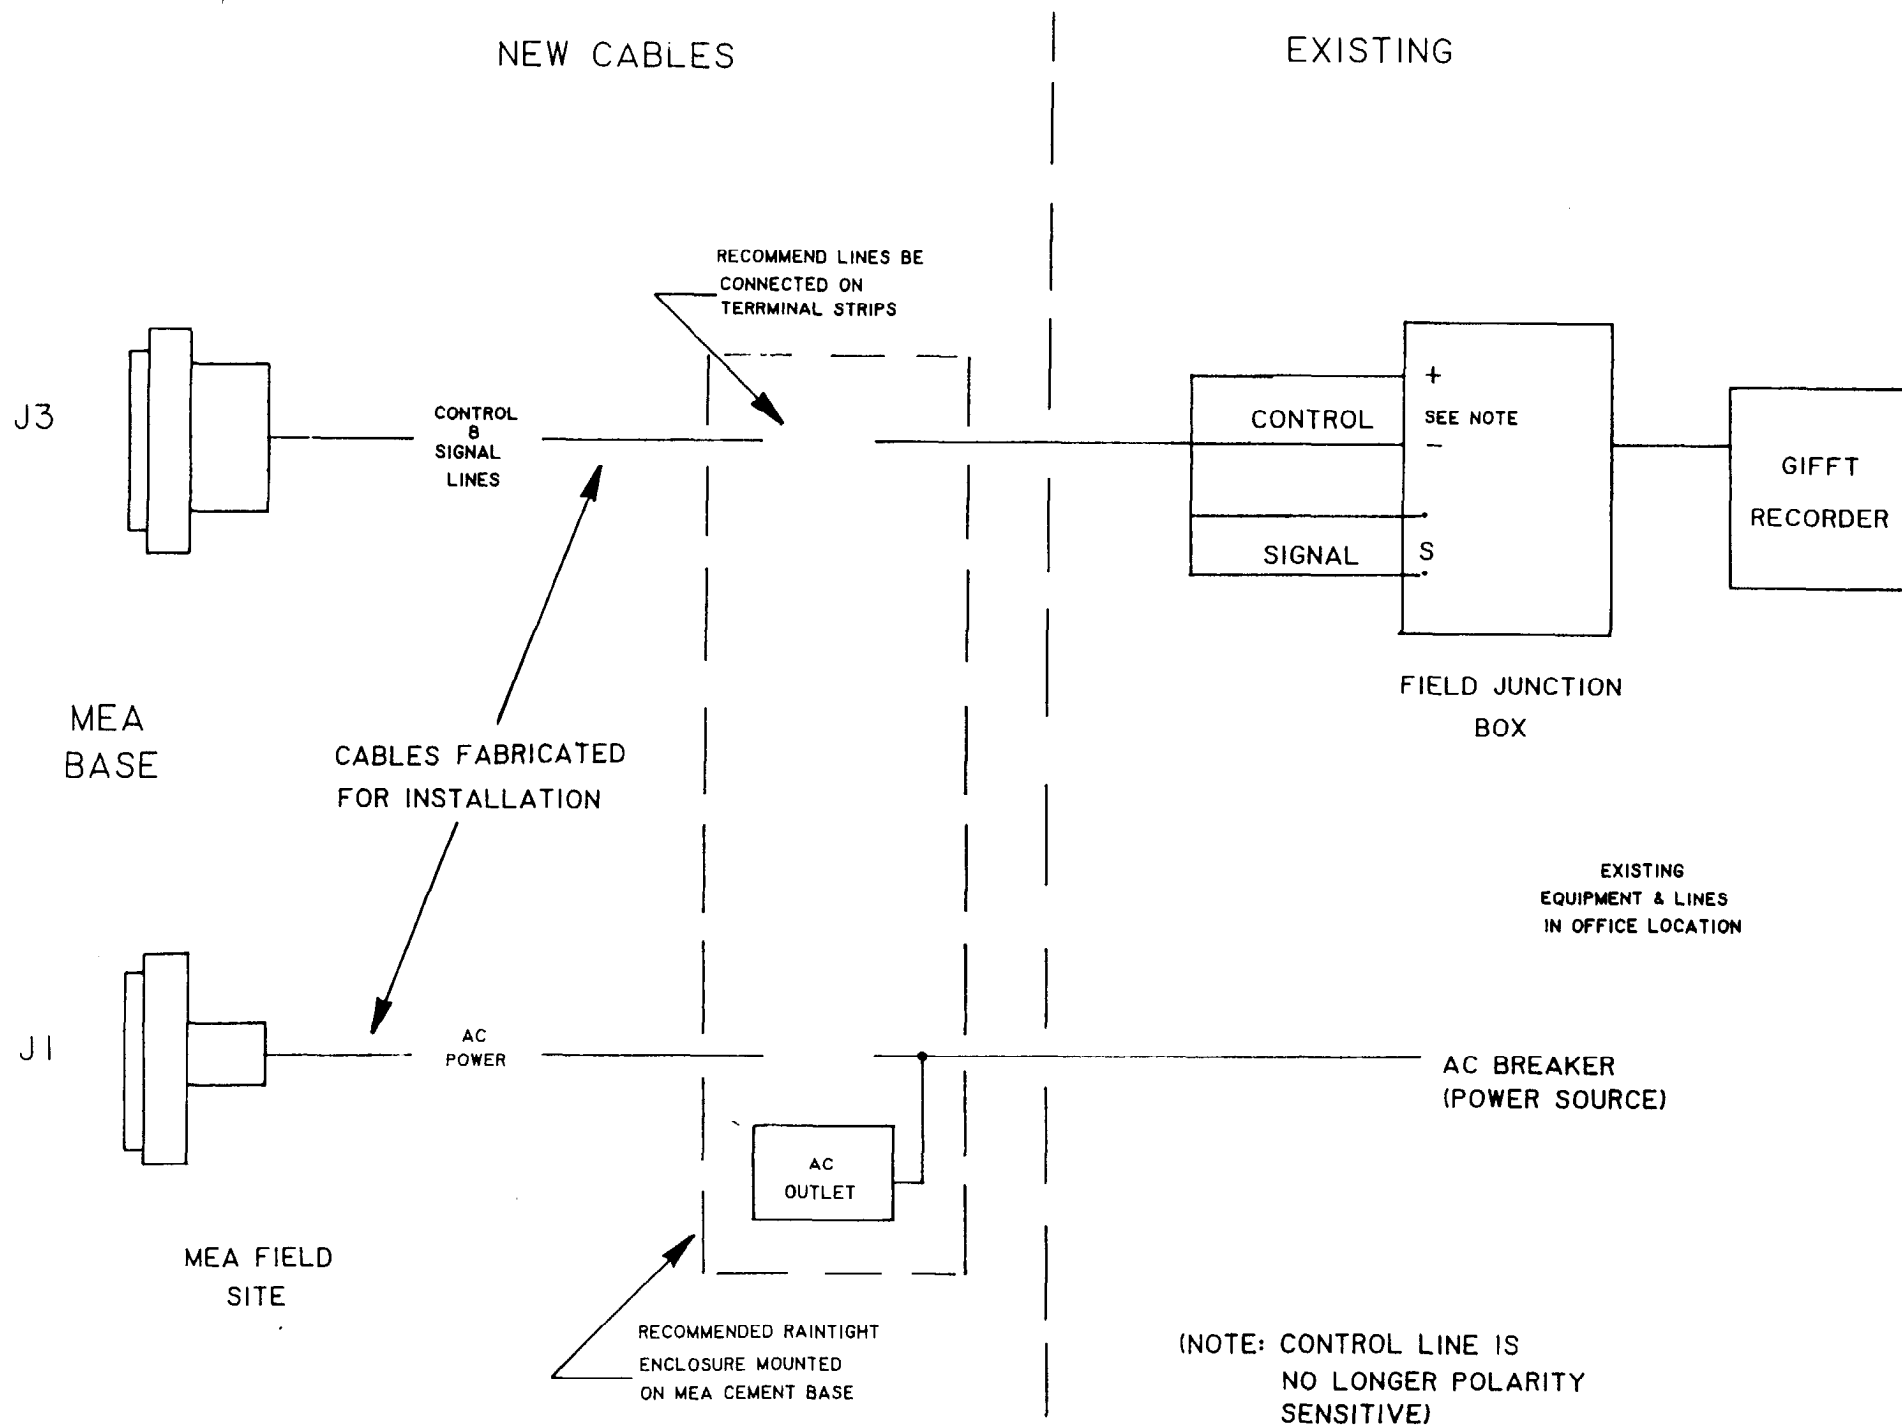 NEW CABLES
EXISTING
RECOMMEND LINES BE
CONNECTED ON
TERRMINAL STRIPS
J3
CONTROL
8
SIGNAL
LINES
+
CONTROL
SEE NOTE
-
SIGNAL
S
GIFFT
RECORDER
FIELD JUNCTION
BOX
MEA
BASE
CABLES FABRICATED
FOR INSTALLATION
EXISTING
EQUIPMENT & LINES
IN OFFICE LOCATION
J1
AC
POWER
AC BREAKER
(POWER SOURCE)
AC
OUTLET
MEA FIELD
SITE
RECOMMENDED RAINTIGHT
ENCLOSURE MOUNTED
ON MEA CEMENT BASE
(NOTE: CONTROL LINE IS
NO LONGER POLARITY
SENSITIVE)